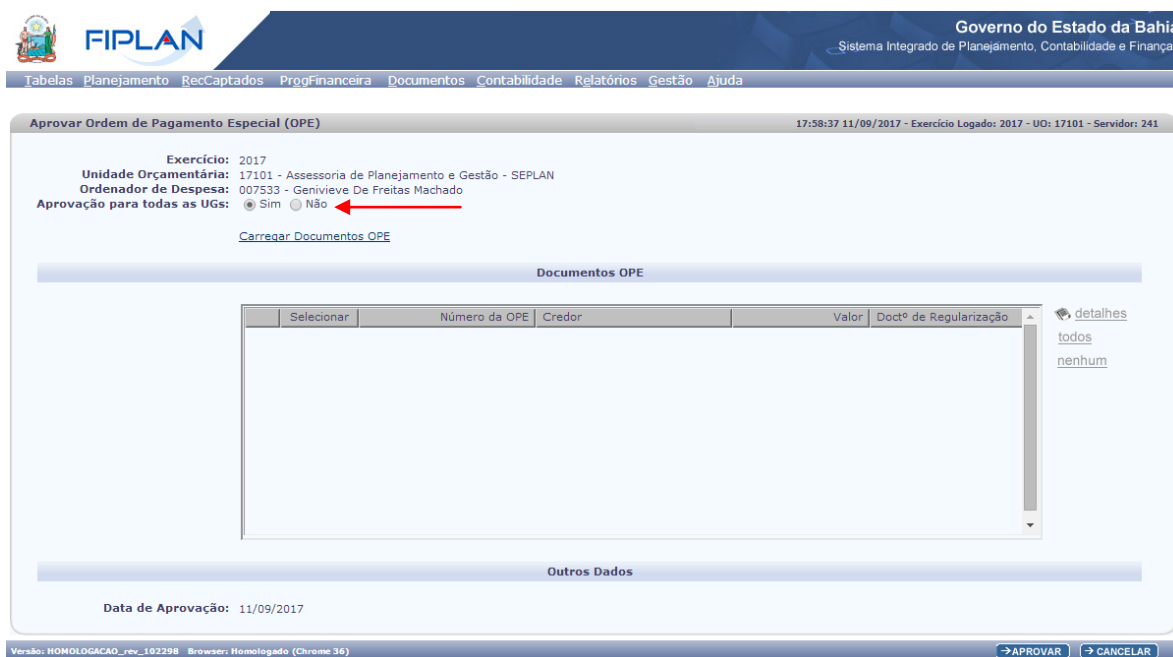 FIPLAN
Governo do Estado da Bahia
Sistema Integrado de Planejamento, Contabilidade e Finança
Tabelas Planejamento RecCaptados ProgFinanceira Documentos Contabilidade Relatórios Gestão Ajuda
Aprovar Ordem de Pagamento Especial (OPE) 17:58:37 11/09/2017 - Exercício Logado: 2017 - UO: 17101 - Servidor: 241
Exercício: 2017
Unidade Orçamentária: 17101 - Assessoria de Planejamento e Gestão - SEPLAN
Ordenador de Despesa: 007533 - Genivieve De Freitas Machado
Aprovação para todas as UGs: Sim Não
Carregar Documentos OPE
Documentos OPE
Selecionar Número da OPE Credor Valor Doctº de Regularização
detalhes
todos
nenhum
Outros Dados
Data de Aprovação: 11/09/2017
Versão: HOMOLOGACAO_rev_102298 Browser: Homologado (Chrome 36) APROVAR CANCELAR